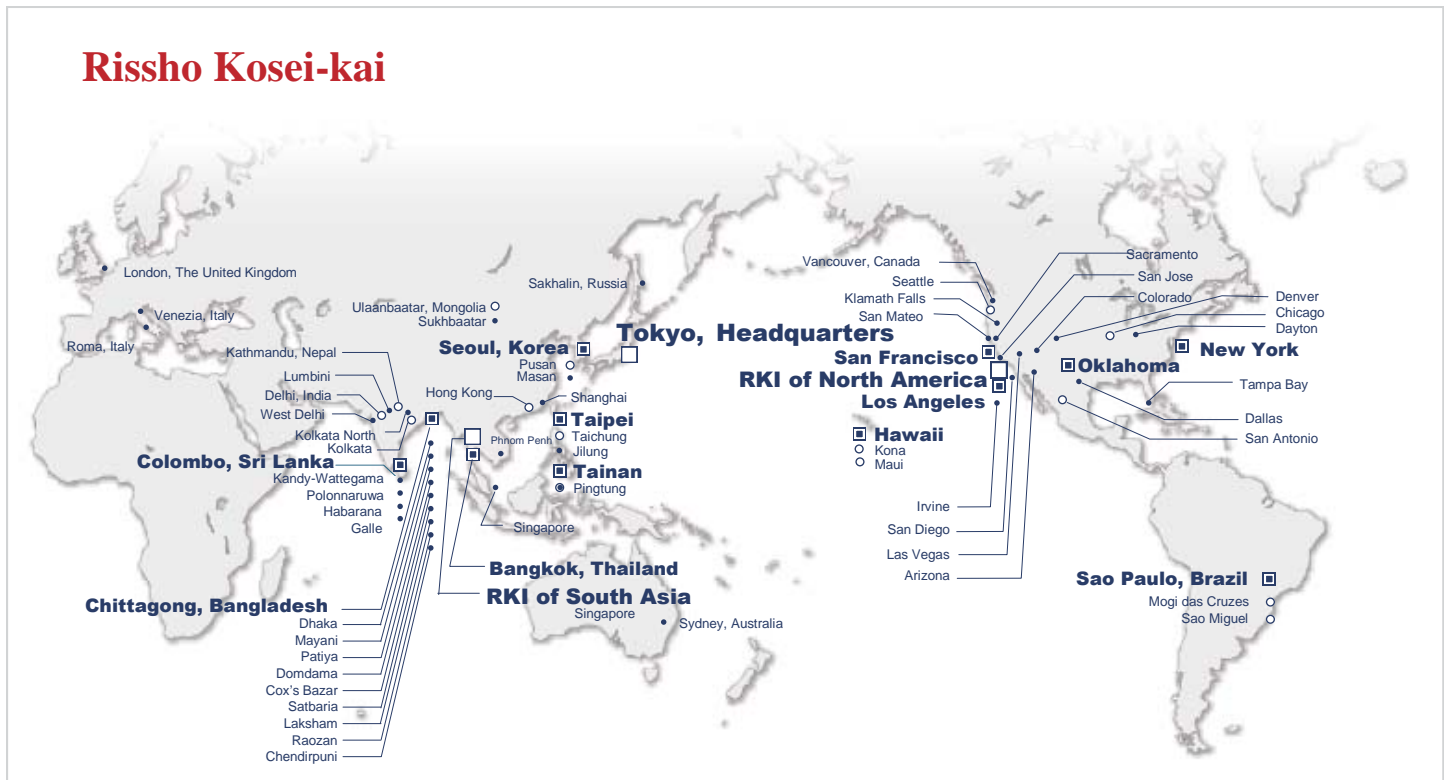 Rissho Kosei-kai
London, The United Kingdom
Venezia, Italy
Roma, Italy
Ulaanbaatar, Mongolia
Sukhbaatar
Sakhalin, Russia
Tokyo, Headquarters
Seoul, Korea
Pusan
Masan
Kathmandu, Nepal
Lumbini
Delhi, India
West Delhi
Kolkata North
Kolkata
Hong Kong
Shanghai
Taipei
Taichung
Jilung
Tainan
Pingtung
Phnom Penh
Colombo, Sri Lanka
Kandy-Wattegama
Polonnaruwa
Habarana
Galle
Singapore
Bangkok, Thailand
RKI of South Asia
Singapore
Sydney, Australia
Chittagong, Bangladesh
Dhaka
Mayani
Patiya
Domdama
Cox's Bazar
Satbaria
Laksham
Raozan
Chendirpuni
Vancouver, Canada
Seattle
Klamath Falls
San Mateo
San Francisco
RKI of North America
Los Angeles
Hawaii
Kona
Maui
Irvine
San Diego
Las Vegas
Arizona
Sacramento
San Jose
Colorado
Denver
Chicago
Dayton
New York
Oklahoma
Tampa Bay
Dallas
San Antonio
Sao Paulo, Brazil
Mogi das Cruzes
Sao Miguel